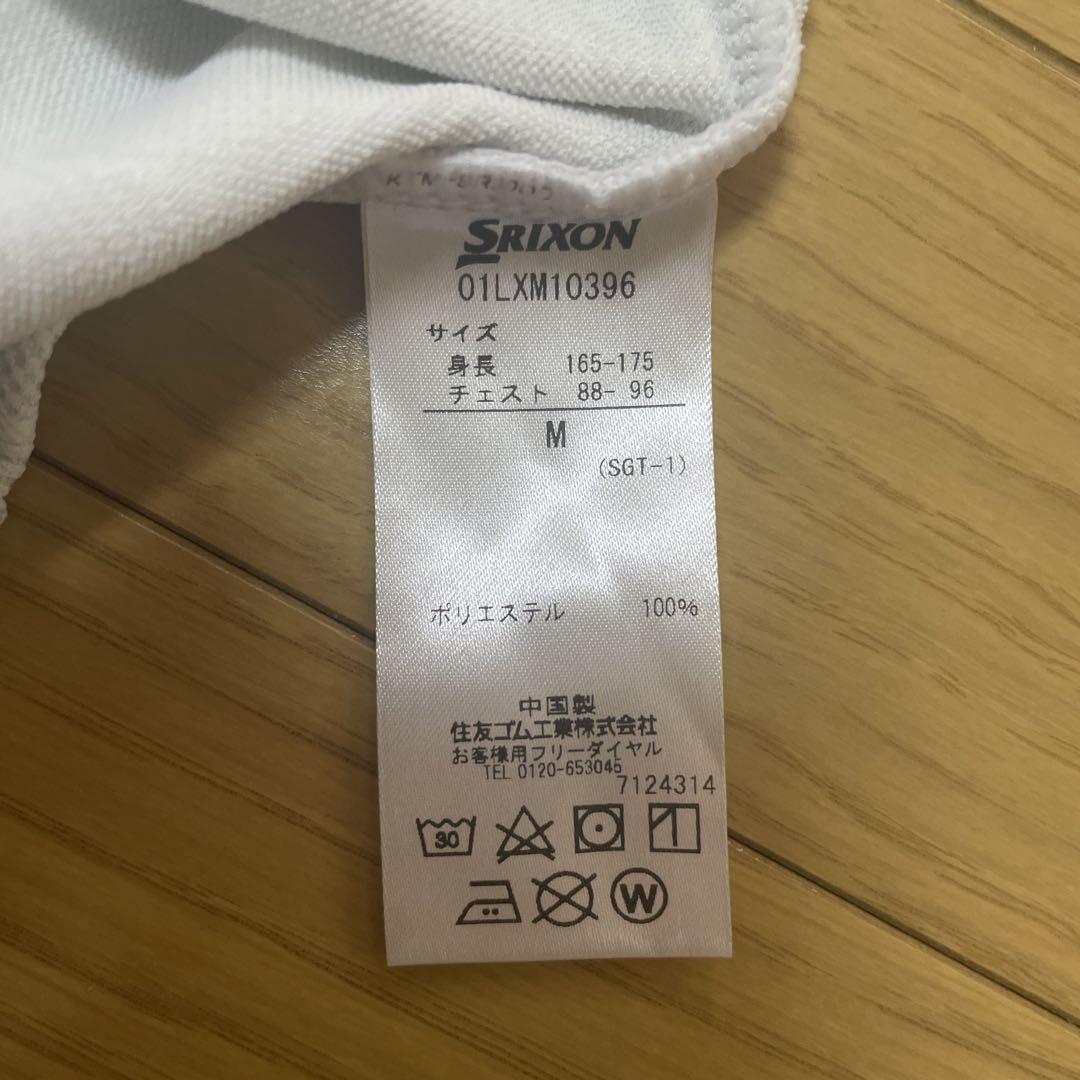 SRIXON
01LXM10396
サイズ
身長 165-175
チェスト 88- 96
M
(SGT-1)
ポリエステル 100%
中国製
住友ゴム工業株式会社
お客様用フリーダイヤル
TEL 0120-653045
7124314
30
W